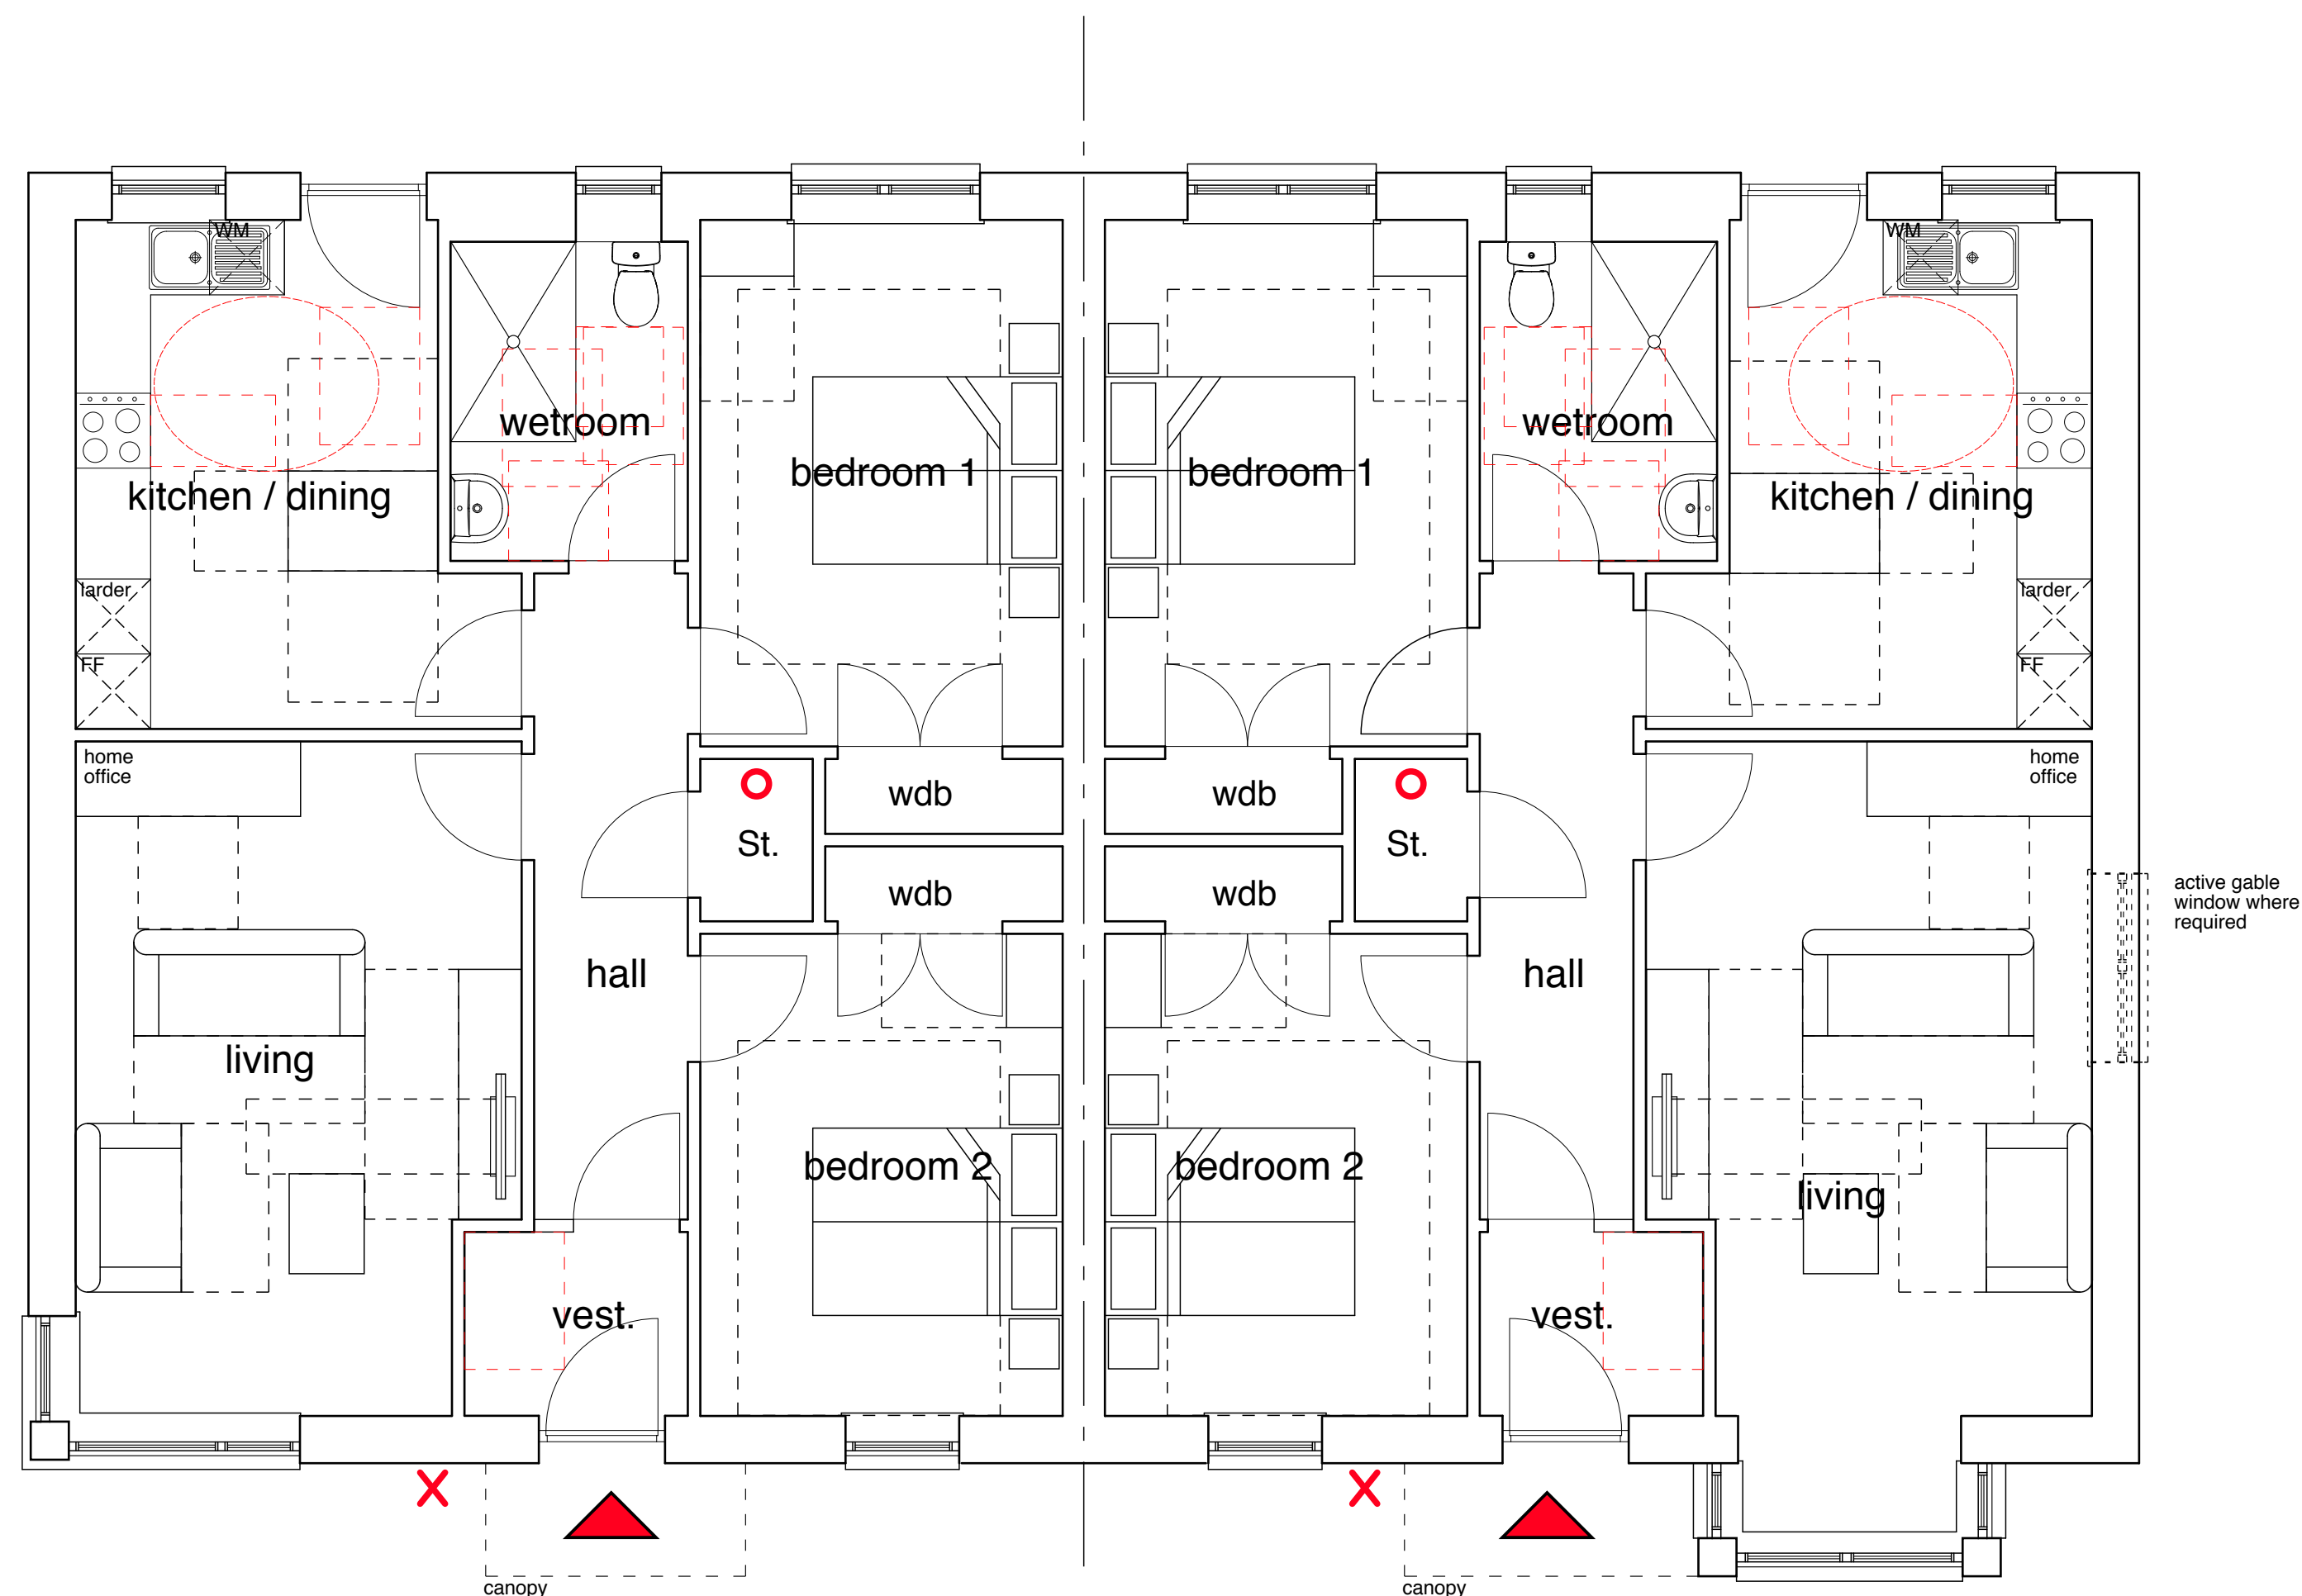 WM
WM
wetroom
wetroom
bedroom 1
bedroom 1
kitchen / dining
kitchen / dining
larder
larder
FF
FF
home
office
home
office
wdb
wdb
St.
St.
wdb
wdb
active gable
window where
required
hall
hall
living
bedroom 2
bedroom 2
living
vest.
vest.
canopy
canopy